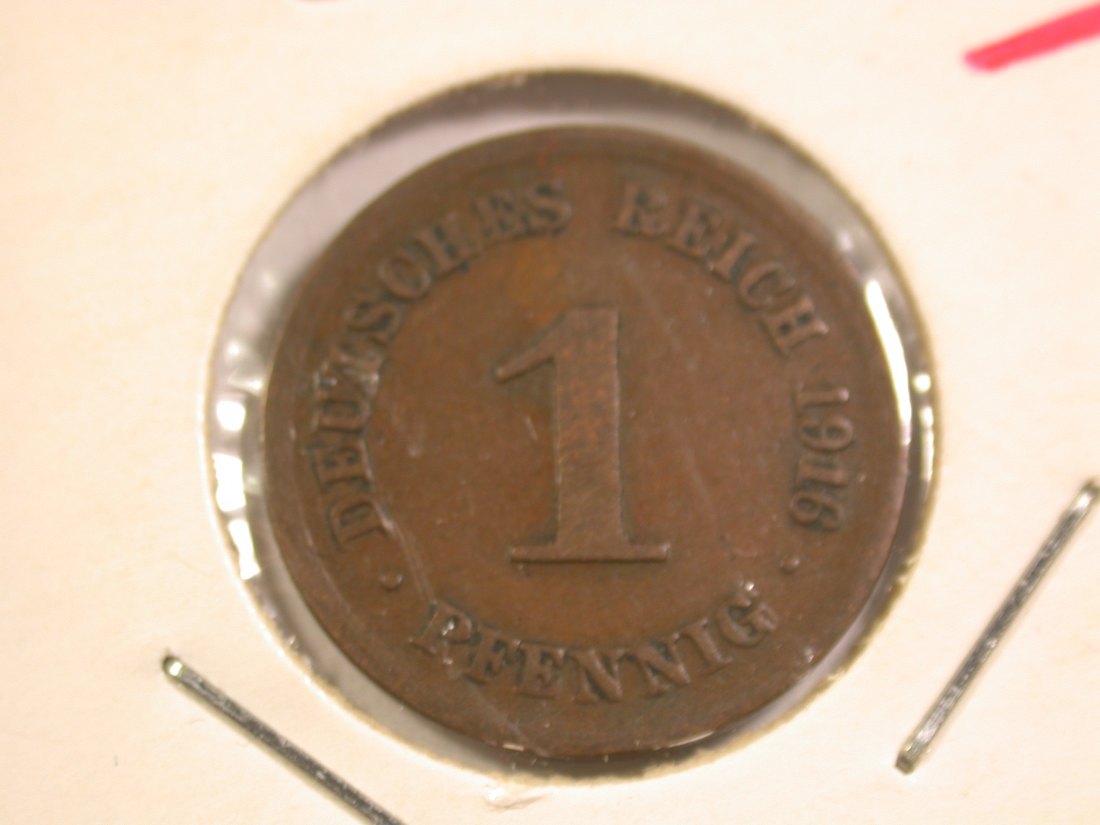 DEUTSCHES REICH 1916
1
PFENNIG